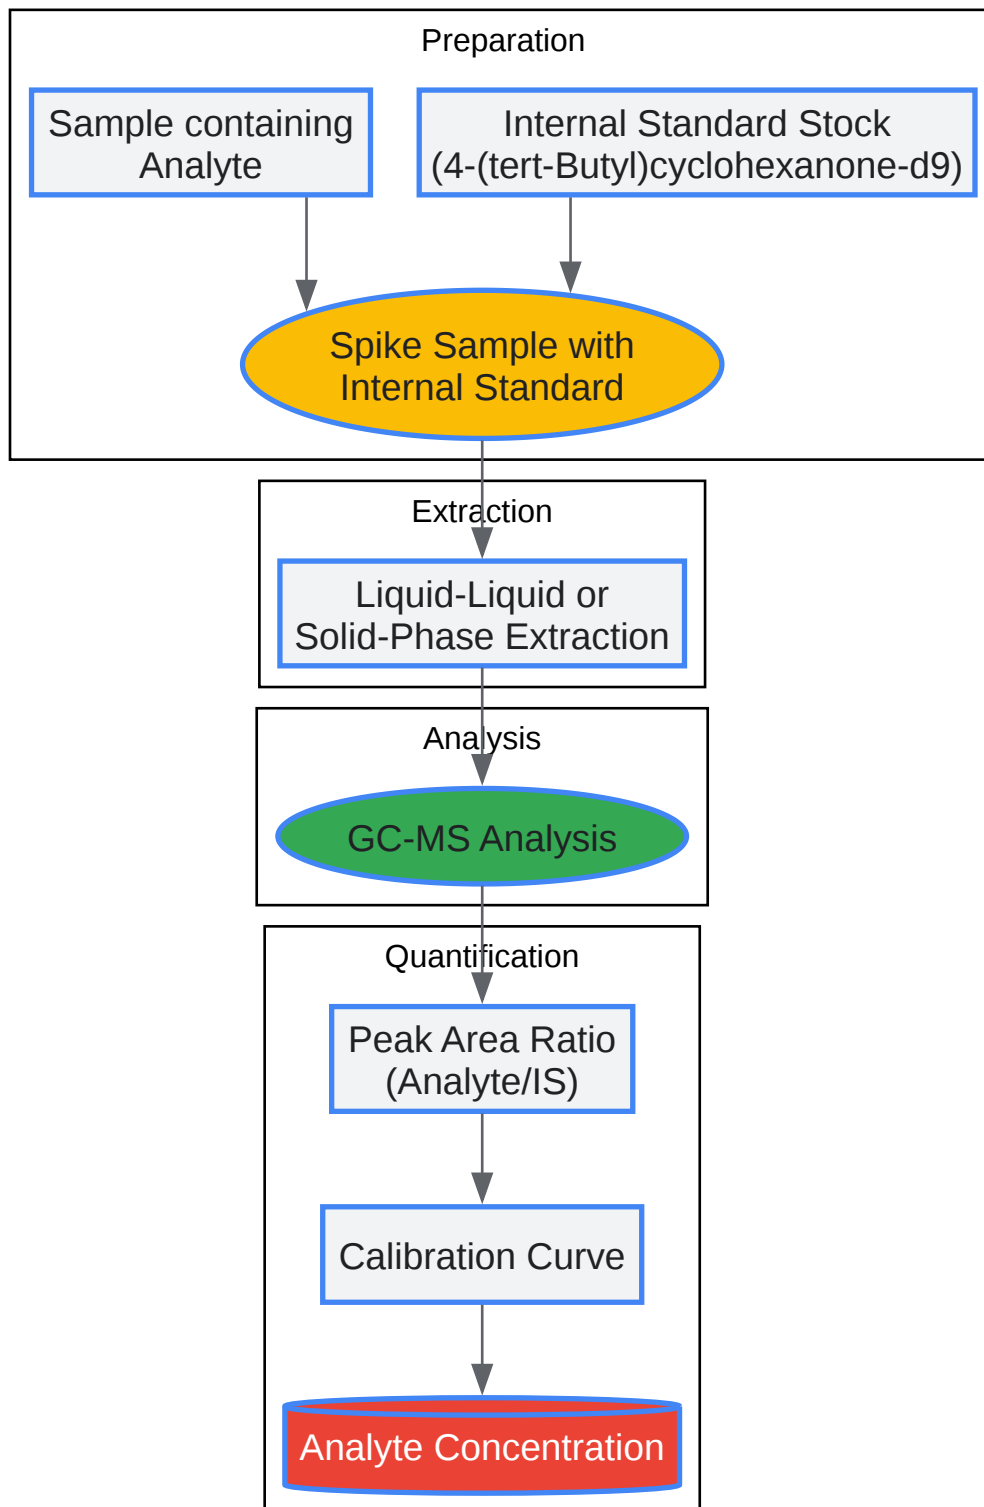 Preparation
Sample containing
Analyte
Internal Standard Stock
(4-(tert-Butyl)cyclohexanone-d9)
Spike Sample with
Internal Standard
Extraction
Liquid-Liquid or
Solid-Phase Extraction
Analysis
GC-MS Analysis
Quantification
Peak Area Ratio
(Analyte/IS)
Calibration Curve
Analyte Concentration